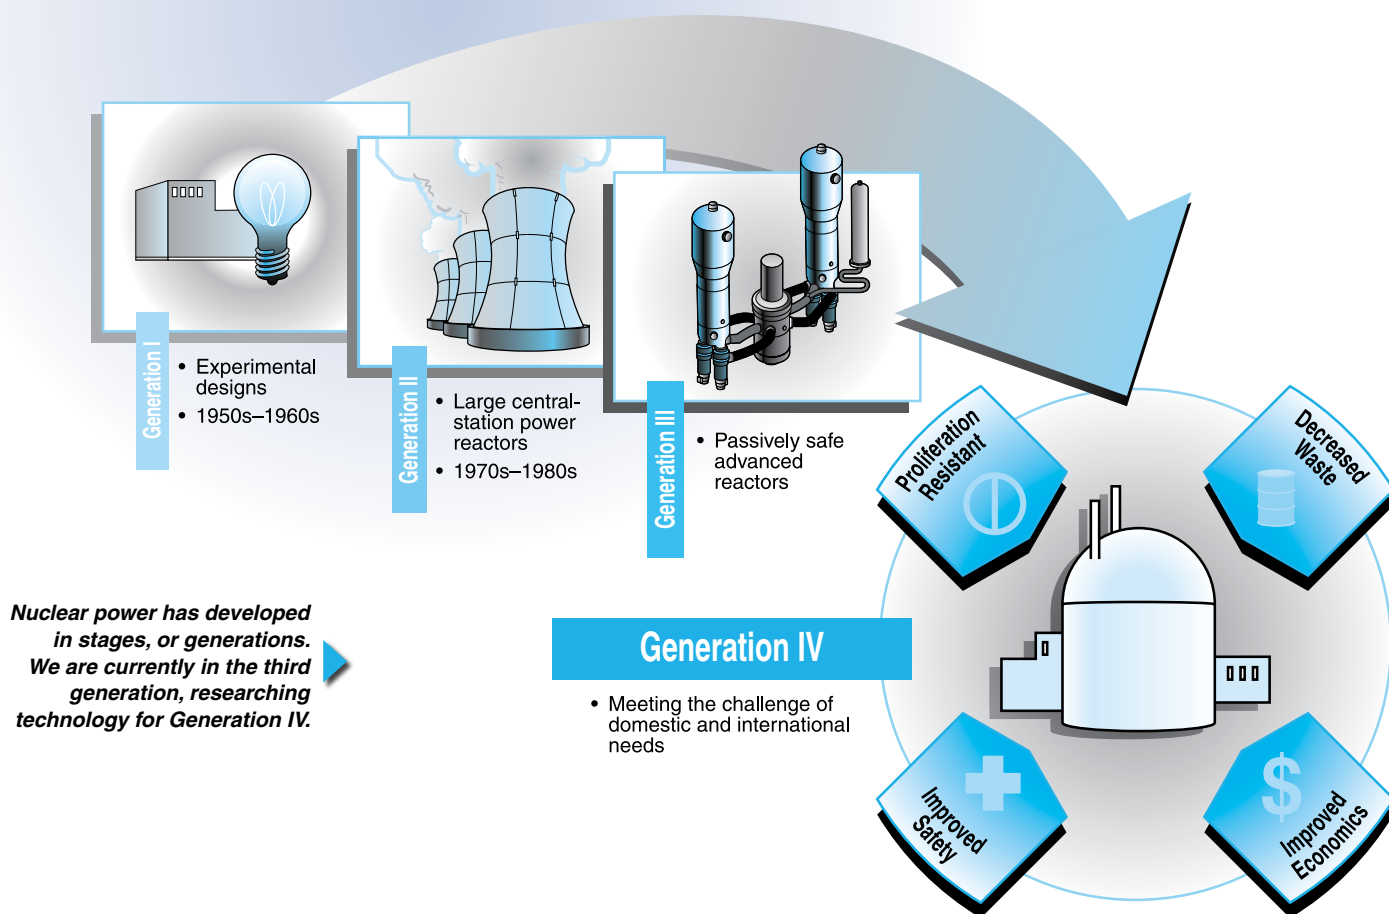 Generation I
• Experimental
designs
• 1950s–1960s
Generation II
• Large central-
station power
reactors
• 1970s–1980s
Generation III
• Passively safe
advanced
reactors
Nuclear power has developed
in stages, or generations.
We are currently in the third
generation, researching
technology for Generation IV.
Generation IV
• Meeting the challenge of
domestic and international
needs
Proliferation
Resistant
Decreased
Waste
Improved
Safety
$
Improved
Economics